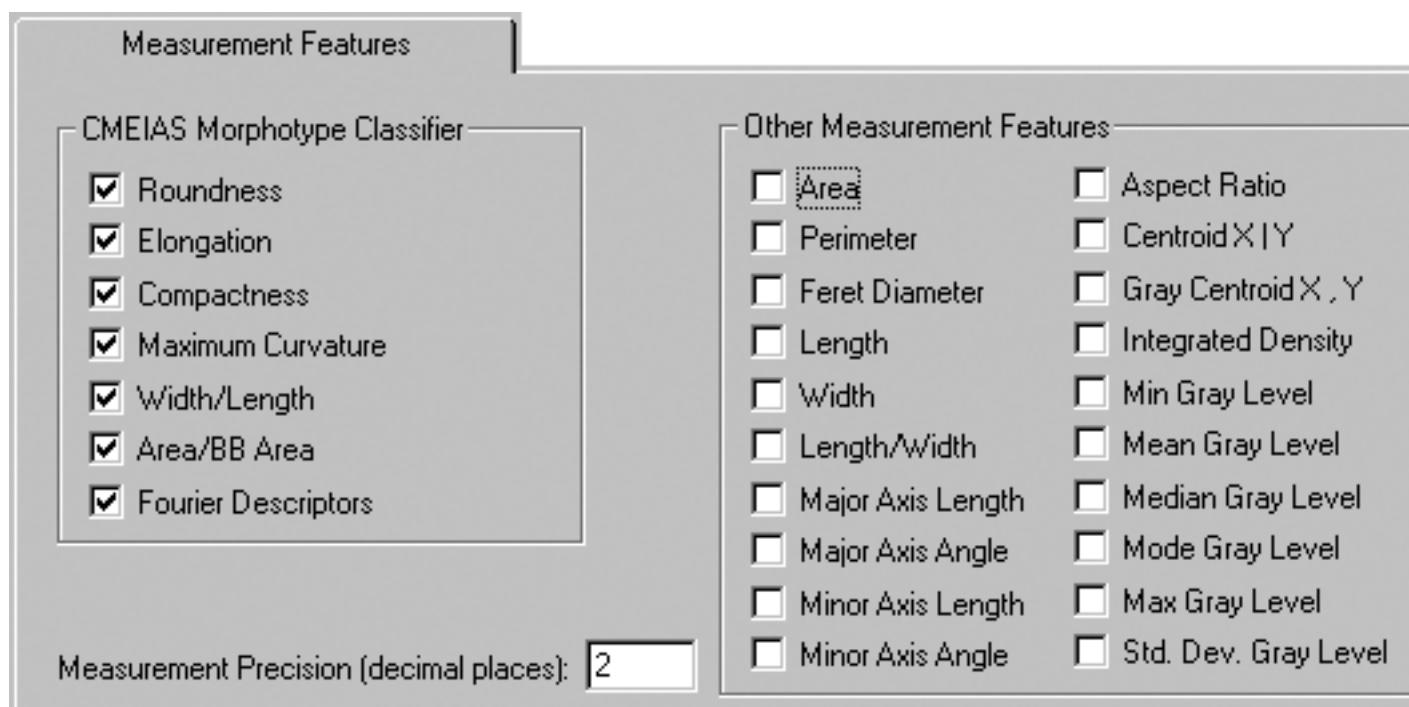 Measurement Features
CMEIAS Morphotype Classifier
Roundness
Elongation
Compactness
Maximum Curvature
Width/Length
Area/BB Area
Fourier Descriptors
Measurement Precision (decimal places): 2
Other Measurement Features
Area
Perimeter
Feret Diameter
Length
Width
Length/Width
Major Axis Length
Major Axis Angle
Minor Axis Length
Minor Axis Angle
Aspect Ratio
Centroid X | Y
Gray Centroid X , Y
Integrated Density
Min Gray Level
Mean Gray Level
Median Gray Level
Mode Gray Level
Max Gray Level
Std. Dev. Gray Level